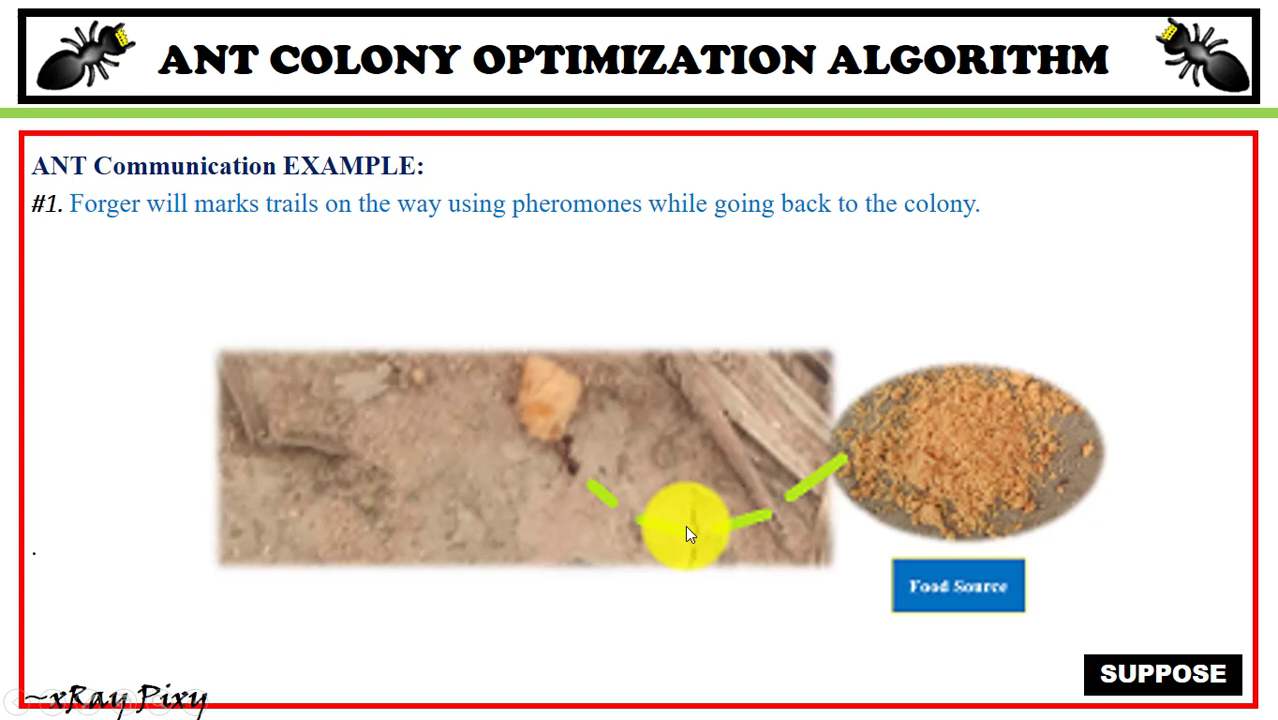 ANT COLONY OPTIMIZATION ALGORITHM
ANT Communication EXAMPLE:
#1. Forger will marks trails on the way using pheromones while going back to the colony.
.
Food Source
SUPPOSE
~xRay Pixy